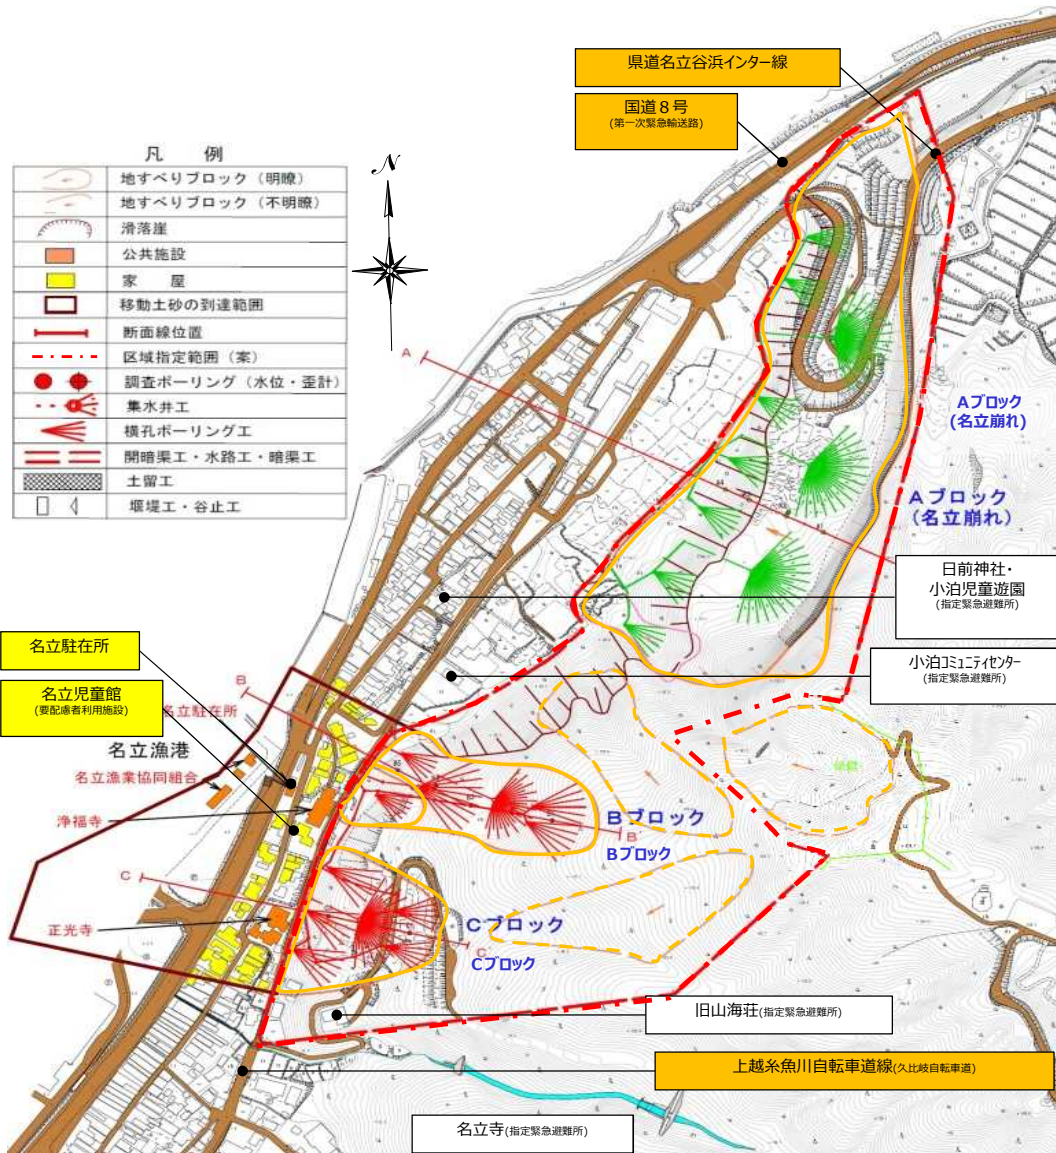 県道名立谷浜インター線
国道８号
(第一次緊急輸送路)
凡　例
地すべりブロック（明瞭）
地すべりブロック（不明瞭）
滑落崖
公共施設
家　屋
移動土砂の到達範囲
断面線位置
区域指定範囲（案）
調査ボーリング（水位・歪計）
集水井工
横孔ボーリング工
開暗渠工・水路工・暗渠工
土留工
堰堤工・谷止工
N
A
Aブロック
(名立崩れ)
Aブロック
(名立崩れ)
日前神社・
小泊児童遊園
(指定緊急避難所)
小泊コミュニティセンター
(指定緊急避難所)
名立駐在所
名立児童館
(要配慮者利用施設)
B
名立駐在所
名立漁港
名立漁業協同組合
浄福寺
Bブロック
B'
Bブロック
C
正光寺
Cブロック
C'
Cブロック
旧山海荘(指定緊急避難所)
上越糸魚川自転車道線(久比岐自転車道)
名立寺(指定緊急避難所)